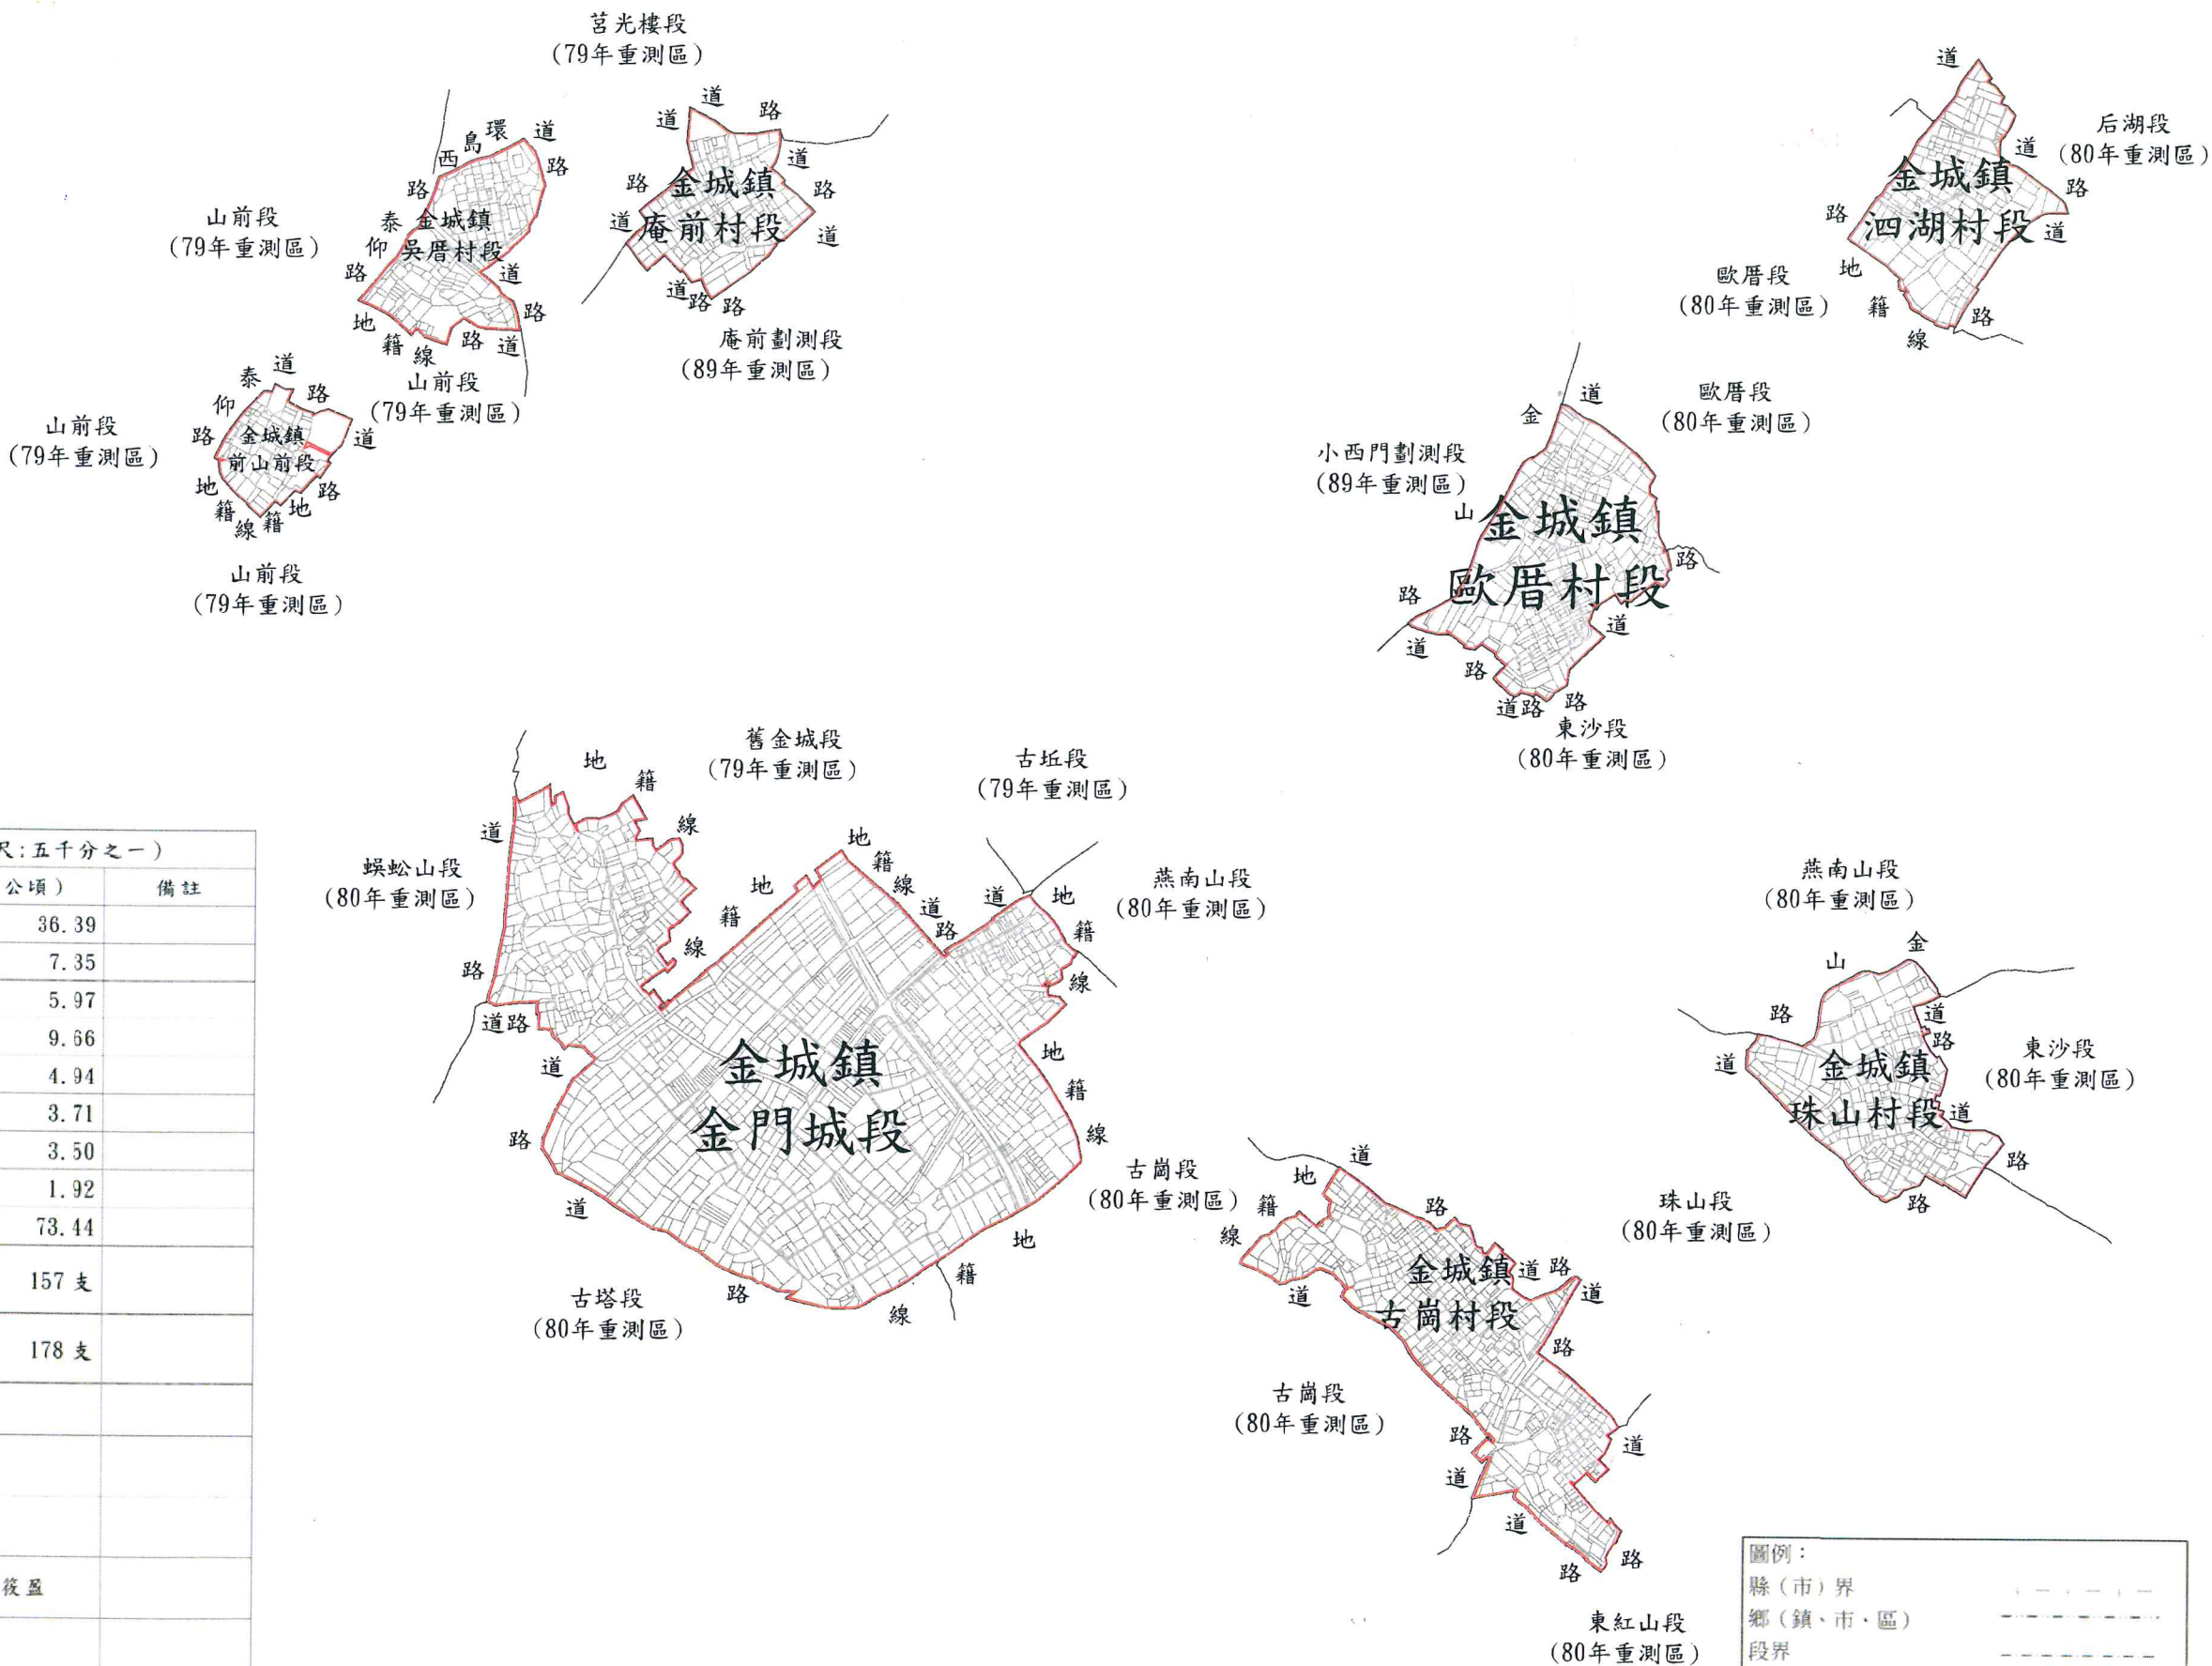 莒光樓段
(79年重測區)
道
道 路
西島環道路
路
道
路
道
路
道
金城鎮
庵前村段
道
路
路
山前段
(79年重測區)
泰
仰
路
金城鎮
吳厝村段
道
路
地
籍
線
路
道
庵前劃測段
(89年重測區)
山前段
(79年重測區)
泰
道
仰
路
路
道
金城鎮
前山前段
山前段
(79年重測區)
地
籍
線
籍
地
路
山前段
(79年重測區)
道
后湖段
(80年重測區)
道
路
金城鎮
泗湖村段
路
道
歐厝段
(80年重測區)
地
籍
線
路
道
歐厝段
(80年重測區)
金
小西門劃測段
(89年重測區)
山
金城鎮
歐厝村段
路
路
道
道
路
道路
路
東沙段
(80年重測區)
地
籍
線
舊金城段
(79年重測區)
古坵段
(79年重測區)
道
蜈蚣山段
(80年重測區)
路
地
籍
線
地
籍
線
道
路
道
地
籍
線
燕南山段
(80年重測區)
道路
道
金城鎮
金門城段
地
籍
線
路
道
路
線
籍
地
古塔段
(80年重測區)
古崗段
(80年重測區)
地
籍
線
道
路
金城鎮
古崗村段
道路
道
道
路
珠山段
(80年重測區)
古崗段
(80年重測區)
路
道
道
道
路
路
東紅山段
(80年重測區)
燕南山段
(80年重測區)
金
山
路
道
道
路
金城鎮
珠山村段
道
路
路
東沙段
(80年重測區)
尺:五千分之一)
公頃) 備註
36.39
7.35
5.97
9.66
4.94
3.71
3.50
1.92
73.44
157 支
178 支
筱盈
圖例:
縣(市)界
鄉(鎮、市、區)
段界